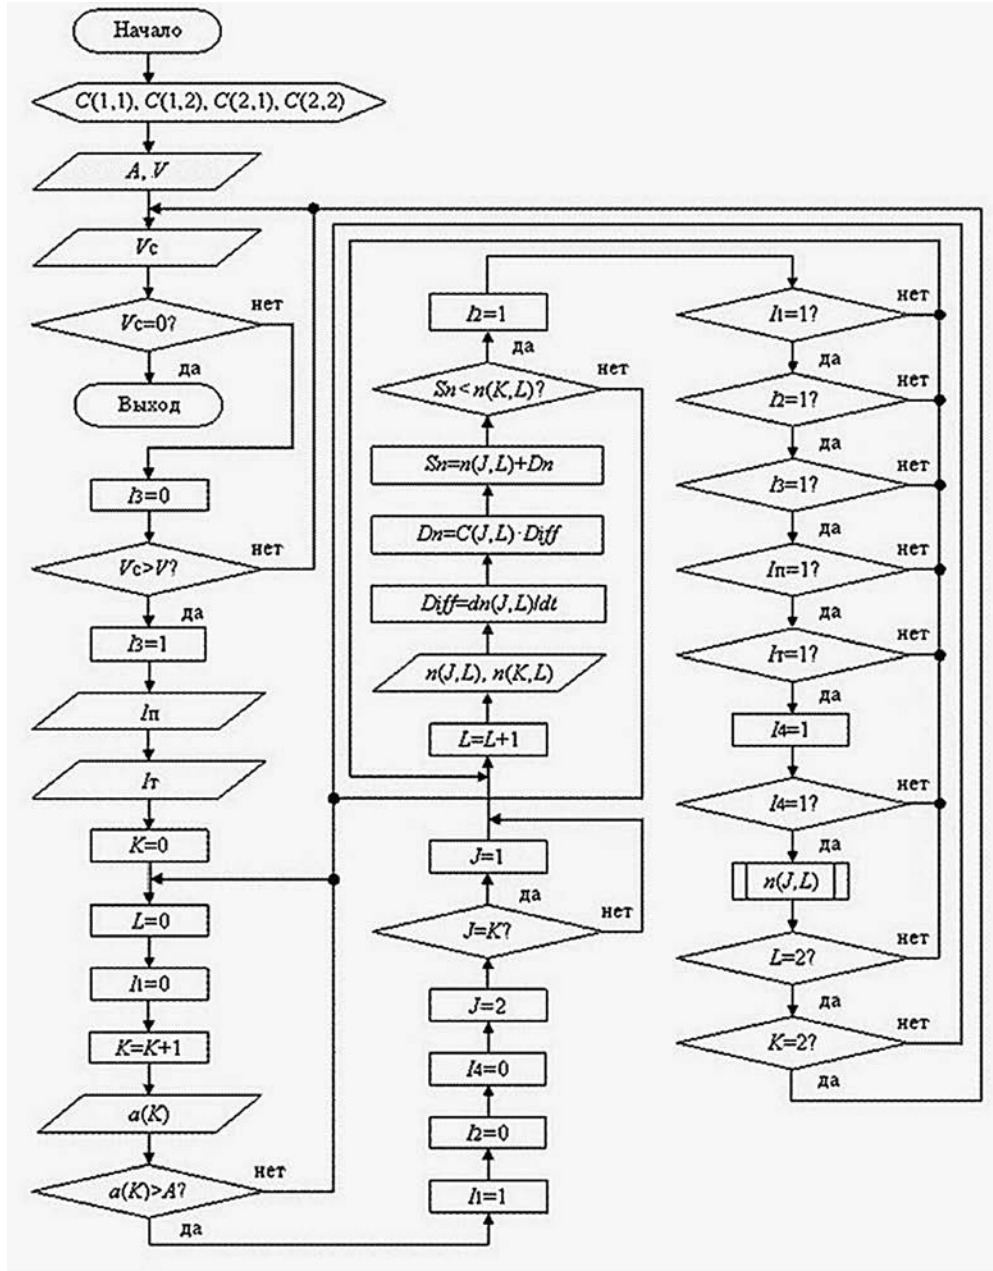 Начало
C(1,1), C(1,2), C(2,1), C(2,2)
A, V
Vс
Vс=0?
нет
да
Выход
I3=0
Vс>V?
нет
да
I3=1
Iп
Iт
K=0
L=0
I1=0
K=K+1
a(K)
a(K)>A?
нет
да
I2=1
да
Sn<n(K,L)?
нет
Sn=n(J,L)+Dn
Dn=C(J,L)·Diff
Diff=dn(J,L)/dt
n(J,L), n(K,L)
L=L+1
J=1
да
J=K?
нет
J=2
I4=0
I2=0
I1=1
I1=1?
нет
да
I2=1?
нет
да
I3=1?
нет
да
Iп=1?
нет
да
Iт=1?
нет
да
I4=1
I4=1?
нет
да
n(J,L)
L=2?
нет
да
K=2?
нет
да